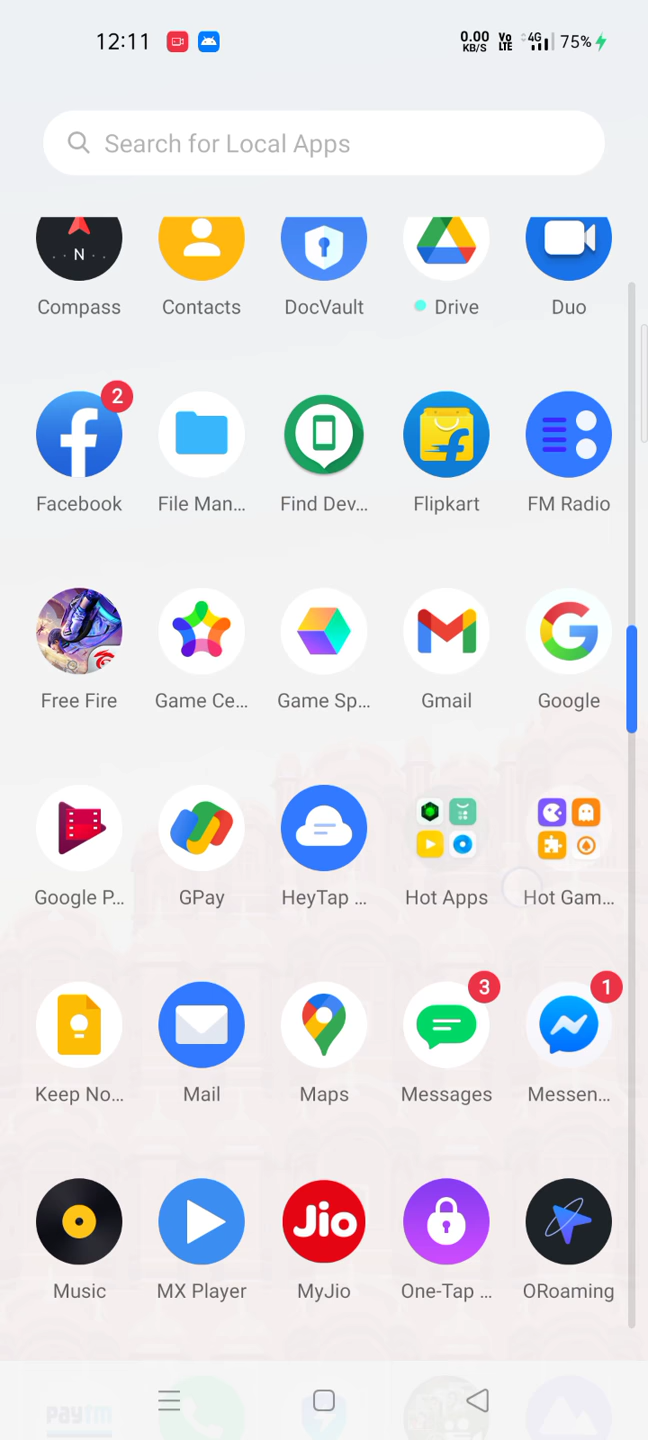 12:11 0.00 KB/S Vo LTE 4G 75%
Search for Local Apps
N
Compass Contacts DocVault Drive Duo
2
Facebook File Man... Find Dev... Flipkart FM Radio
Free Fire Game Ce... Game Sp... Gmail Google
Google P... GPay HeyTap ... Hot Apps Hot Gam...
3 1
Keep No... Mail Maps Messages Messen...
Jio
Music MX Player MyJio One-Tap ... ORoaming
Paytm